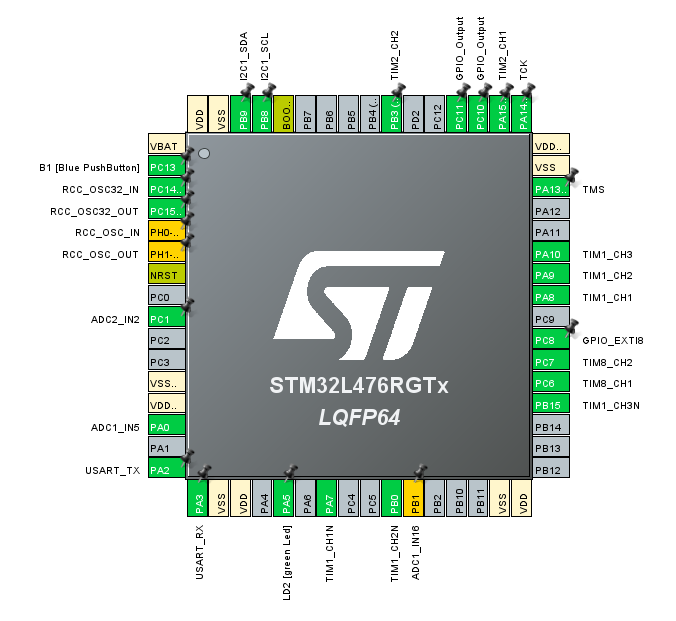 I2C1_SDA
I2C1_SCL
TIM2_CH2
GPIO_Output
GPIO_Output
TIM2_CH1
TCK
VDD
VSS
PB9
PB8
BOO..
PB7
PB6
PB5
PB4 (..
PB3 (..
PD2
PC12
PC11
PC10
PA15..
PA14..
VBAT
B1 [Blue PushButton] PC13
RCC_OSC32_IN PC14..
RCC_OSC32_OUT PC15..
RCC_OSC_IN PH0-..
RCC_OSC_OUT PH1-..
NRST
PC0
ADC2_IN2 PC1
PC2
PC3
VSS..
VDD..
ADC1_IN5 PA0
PA1
USART_TX PA2
ST
STM32L476RGTx
LQFP64
VDD..
VSS
PA13.. TMS
PA12
PA11
PA10 TIM1_CH3
PA9 TIM1_CH2
PA8 TIM1_CH1
PC9
PC8 GPIO_EXTI8
PC7 TIM8_CH2
PC6 TIM8_CH1
PB15 TIM1_CH3N
PB14
PB13
PB12
PA3
VSS
VDD
PA4
PA5
PA6
PA7
PC4
PC5
PB0
PB1
PB2
PB10
PB11
VSS
VDD
USART_RX
LD2 [green Led]
TIM1_CH1N
TIM1_CH2N
ADC1_IN16